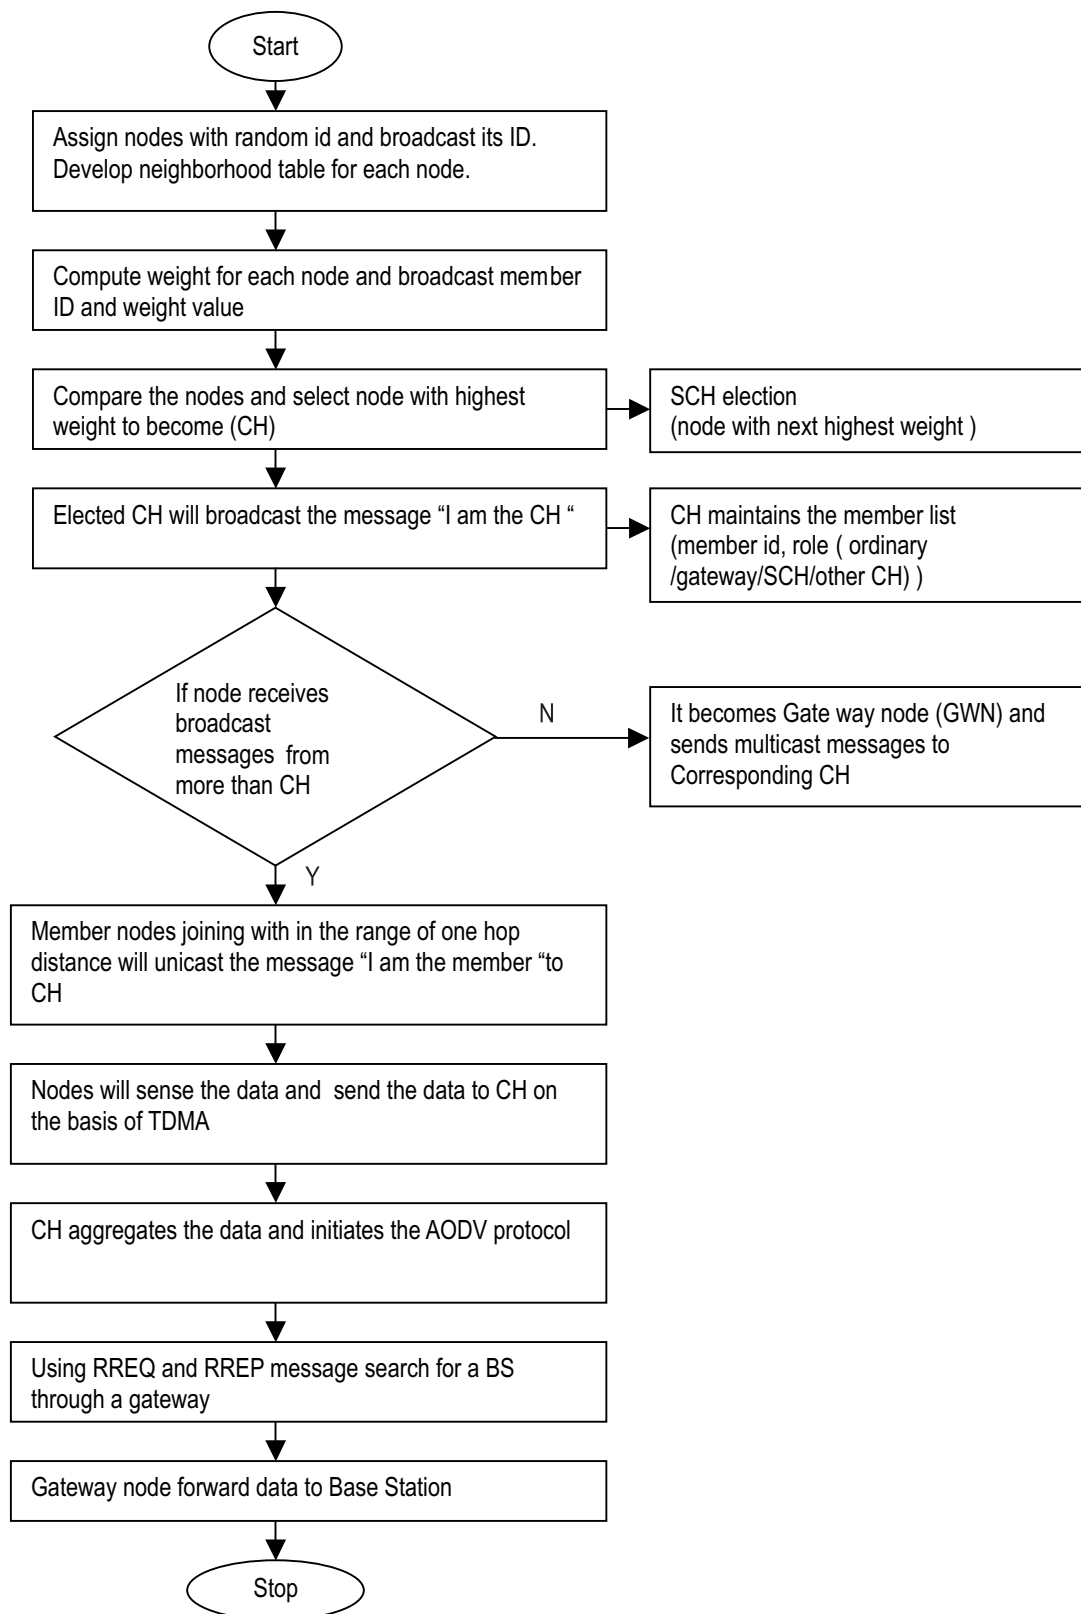 Start
Assign nodes with random id and broadcast its ID.
Develop neighborhood table for each node.
Compute weight for each node and broadcast member
ID and weight value
Compare the nodes and select node with highest
weight to become (CH)
SCH election
(node with next highest weight )
Elected CH will broadcast the message “I am the CH “
CH maintains the member list
(member id, role ( ordinary
/gateway/SCH/other CH) )
If node receives
broadcast
messages from
more than CH
N
It becomes Gate way node (GWN) and
sends multicast messages to
Corresponding CH
Y
Member nodes joining with in the range of one hop
distance will unicast the message “I am the member “to
CH
Nodes will sense the data and send the data to CH on
the basis of TDMA
CH aggregates the data and initiates the AODV protocol
Using RREQ and RREP message search for a BS
through a gateway
Gateway node forward data to Base Station
Stop